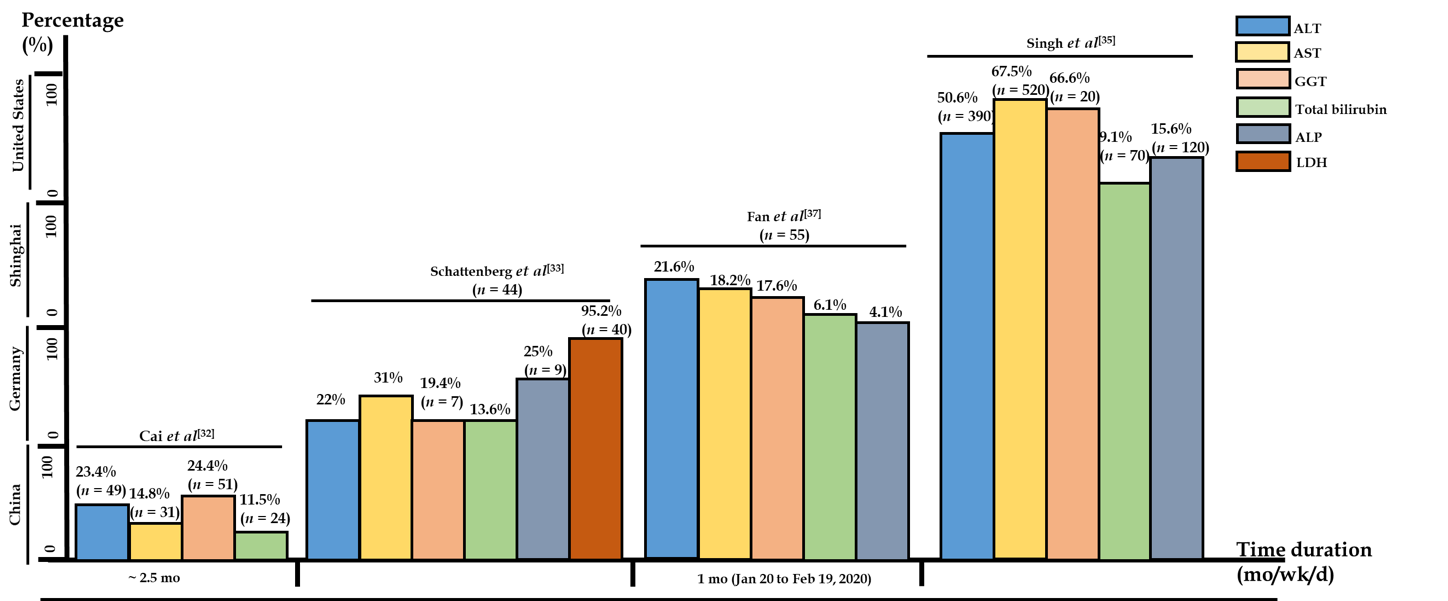 Percentage
(%)
United States
100
0
Shinghai
100
0
Germany
100
0
China
100
0
Cai et al[32]
23.4%
(n = 49)
14.8%
(n = 31)
24.4%
(n = 51)
11.5%
(n = 24)
Schattenberg et al[33]
(n = 44)
22%
31%
19.4%
(n = 7)
13.6%
25%
(n = 9)
95.2%
(n = 40)
Fan et al[37]
(n = 55)
21.6%
18.2%
17.6%
6.1%
4.1%
Singh et al[35]
50.6%
(n = 390)
67.5%
(n = 520)
66.6%
(n = 20)
9.1%
(n = 70)
15.6%
(n = 120)
ALT
AST
GGT
Total bilirubin
ALP
LDH
~ 2.5 mo
1 mo (Jan 20 to Feb 19, 2020)
Time duration
(mo/wk/d)